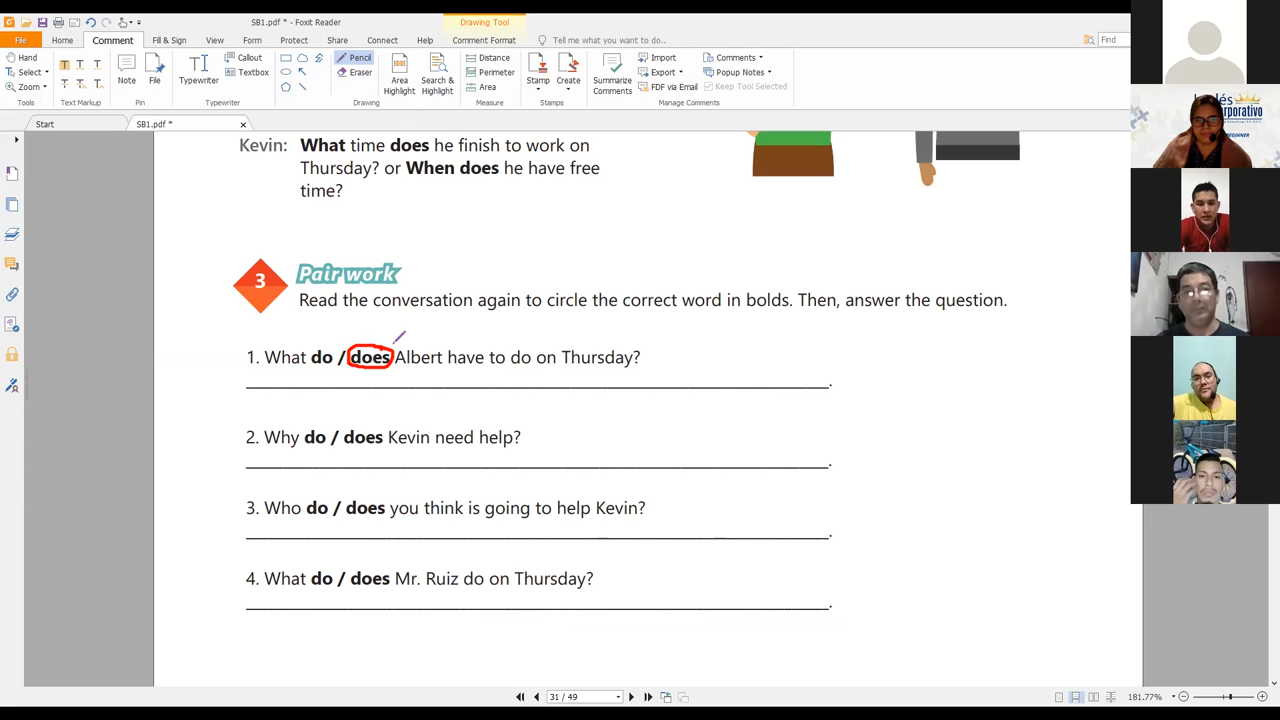 SB1.pdf * - Foxit Reader
Drawing Tool
File Home Comment Fill & Sign View Form Protect Share Connect Help Comment Format Tell me what you want to do.. Find
Hand
Select
Zoom
Tools
T T T
T T T
Text Markup
Note
File
Pin
Typewriter
Callout
Textbox
Typewriter
Pencil
Eraser
Drawing
Area Highlight
Search & Highlight
Distance
Perimeter
Area
Measure
Stamp
Create
Stamps
Summarize Comments
Import
Export
FDF via Email
Comments
Popup Notes
Keep Tool Selected
Manage Comments
Start
SB1.pdf *
Kevin: What time does he finish to work on
Thursday? or When does he have free
time?
3 Pair work
Read the conversation again to circle the correct word in bolds. Then, answer the question.
1. What do / does Albert have to do on Thursday?
2. Why do / does Kevin need help?
3. Who do / does you think is going to help Kevin?
4. What do / does Mr. Ruiz do on Thursday?
31 / 49
181.77%